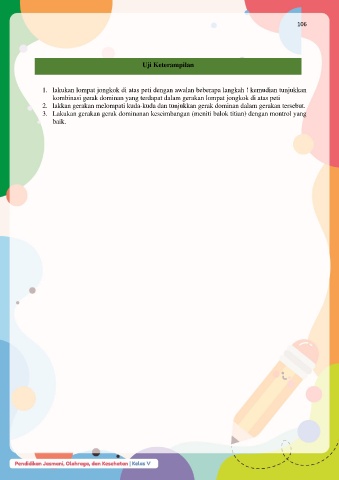 106
Uji Keterampilan
1. lakukan lompat jongkok di atas peti dengan awalan beberapa langkah ! kemudian tunjukkan
kombinasi gerak dominan yang terdapat dalam gerakan lompat jongkok di atas peti
2. lakkan gerakan melompati kuda-kuda dan tunjukkan gerak dominan dalam gerakan tersebut.
3. Lakukan gerakan gerak dominanan keseimbangan (meniti balok titian) dengan montrol yang
baik.
Pendidikan Jasmani, Olahraga, dan Kesehatan | Kelas V